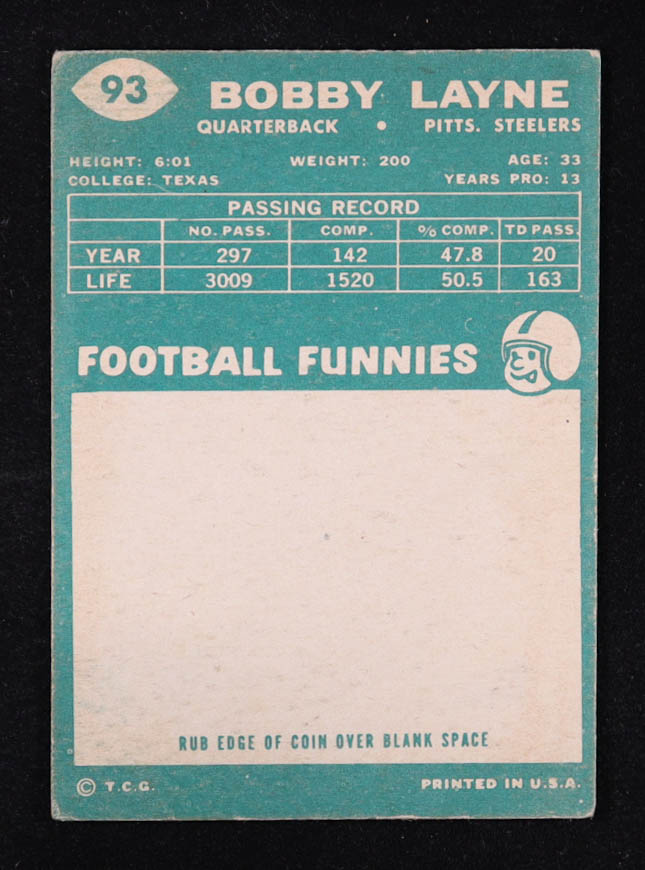 93
BOBBY LAYNE
QUARTERBACK • PITTS. STEELERS
HEIGHT: 6:01 WEIGHT: 200 AGE: 33
COLLEGE: TEXAS YEARS PRO: 13
PASSING RECORD
NO. PASS. COMP. % COMP. TD PASS.
YEAR 297 142 47.8 20
LIFE 3009 1520 50.5 163
FOOTBALL FUNNIES
RUB EDGE OF COIN OVER BLANK SPACE
© T.C.G. PRINTED IN U.S.A.